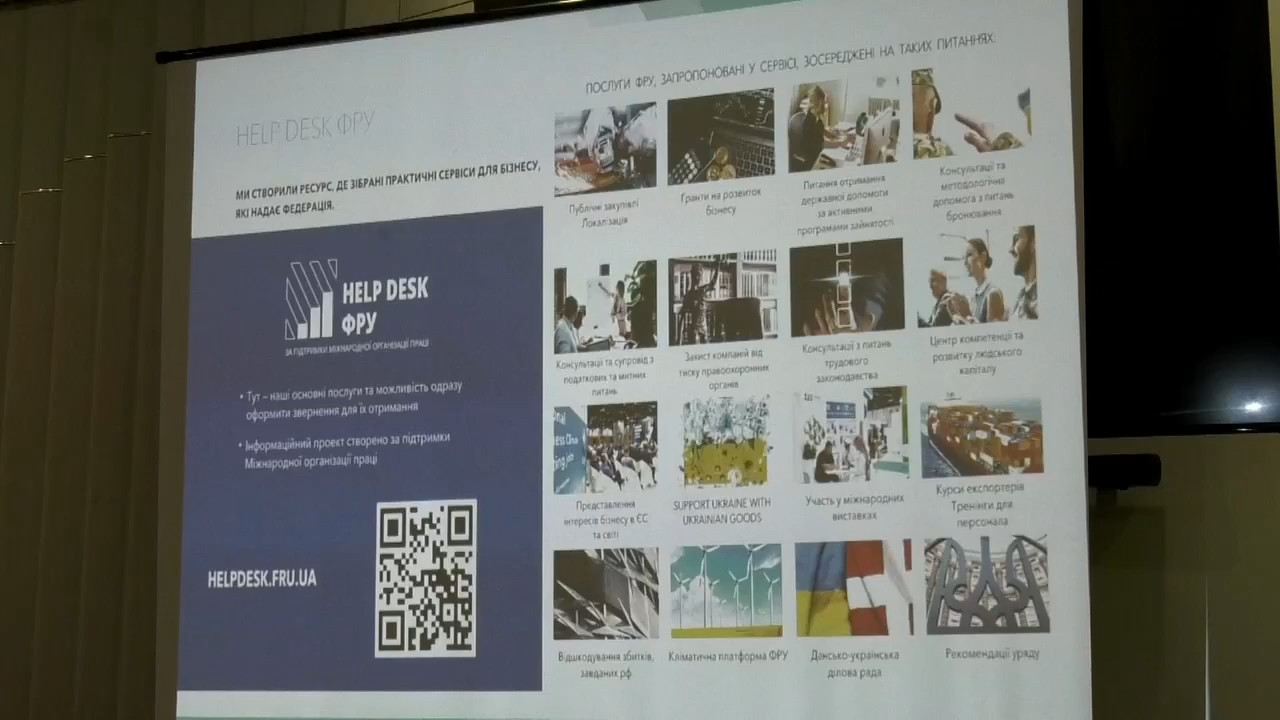 HELP DESK ФРУ
МИ СТВОРИЛИ РЕСУРС, ДЕ ЗІБРАНІ ПРАКТИЧНІ СЕРВІСИ ДЛЯ БІЗНЕСУ,
ЯКІ НАДАЄ ФЕДЕРАЦІЯ.
HELP DESK
ФРУ
ЗА ПІДТРИМКИ МІЖНАРОДНОЇ ОРГАНІЗАЦІЇ ПРАЦІ
• Тут – наші основні послуги та можливість одразу
оформити звернення для їх отримання
• Інформаційний проект створено за підтримки
Міжнародної організації праці
HELPDESK.FRU.UA
ПОСЛУГИ ФРУ, ЗАПРОПОНОВАНІ У СЕРВІСІ, ЗОСЕРЕДЖЕНІ НА ТАКИХ ПИТАННЯХ:
Публічні закупівлі
Локалізація
Гранти на розвиток
бізнесу
Питання отримання
державної допомоги
за активними
програмами зайнятості
Консультації та
методологічна
допомога з питань
бронювання
Консультації та супровід з
податкових та митних
питань
Захист компаній від
тиску правоохоронних
органів
Консультації з питань
трудового
законодавства
Центр компетенції та
розвитку людського
капіталу
Представлення
інтересів бізнесу в ЄС
та світі
SUPPORT UKRAINE WITH
UKRAINIAN GOODS
Участь у міжнародних
виставках
Курси експортерів
Тренінги для
персонала
Відшкодування збитків,
завданих рф
Кліматична платформа ФРУ
Дансько-українська
ділова рада
Рекомендації уряду